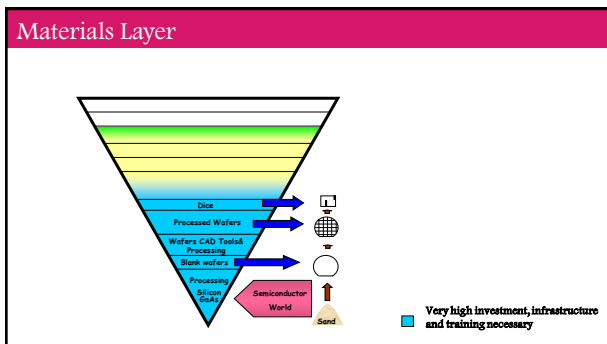 Materials Layer
Dice
Processed Wafers
Wafers CAD Tools&
Processing
Blank wafers
Processing
Silicon
GaAs
Semiconductor
World
Sand
Very high investment, infrastructure
and training necessary